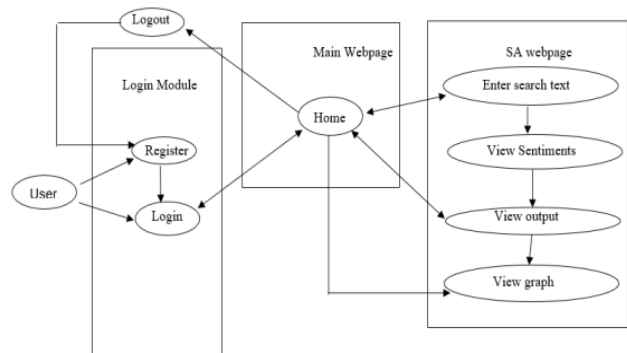 Logout
Main Webpage
SA webpage
Login Module
Enter search text
Home
Register
View Sentiments
User
Login
View output
View graph